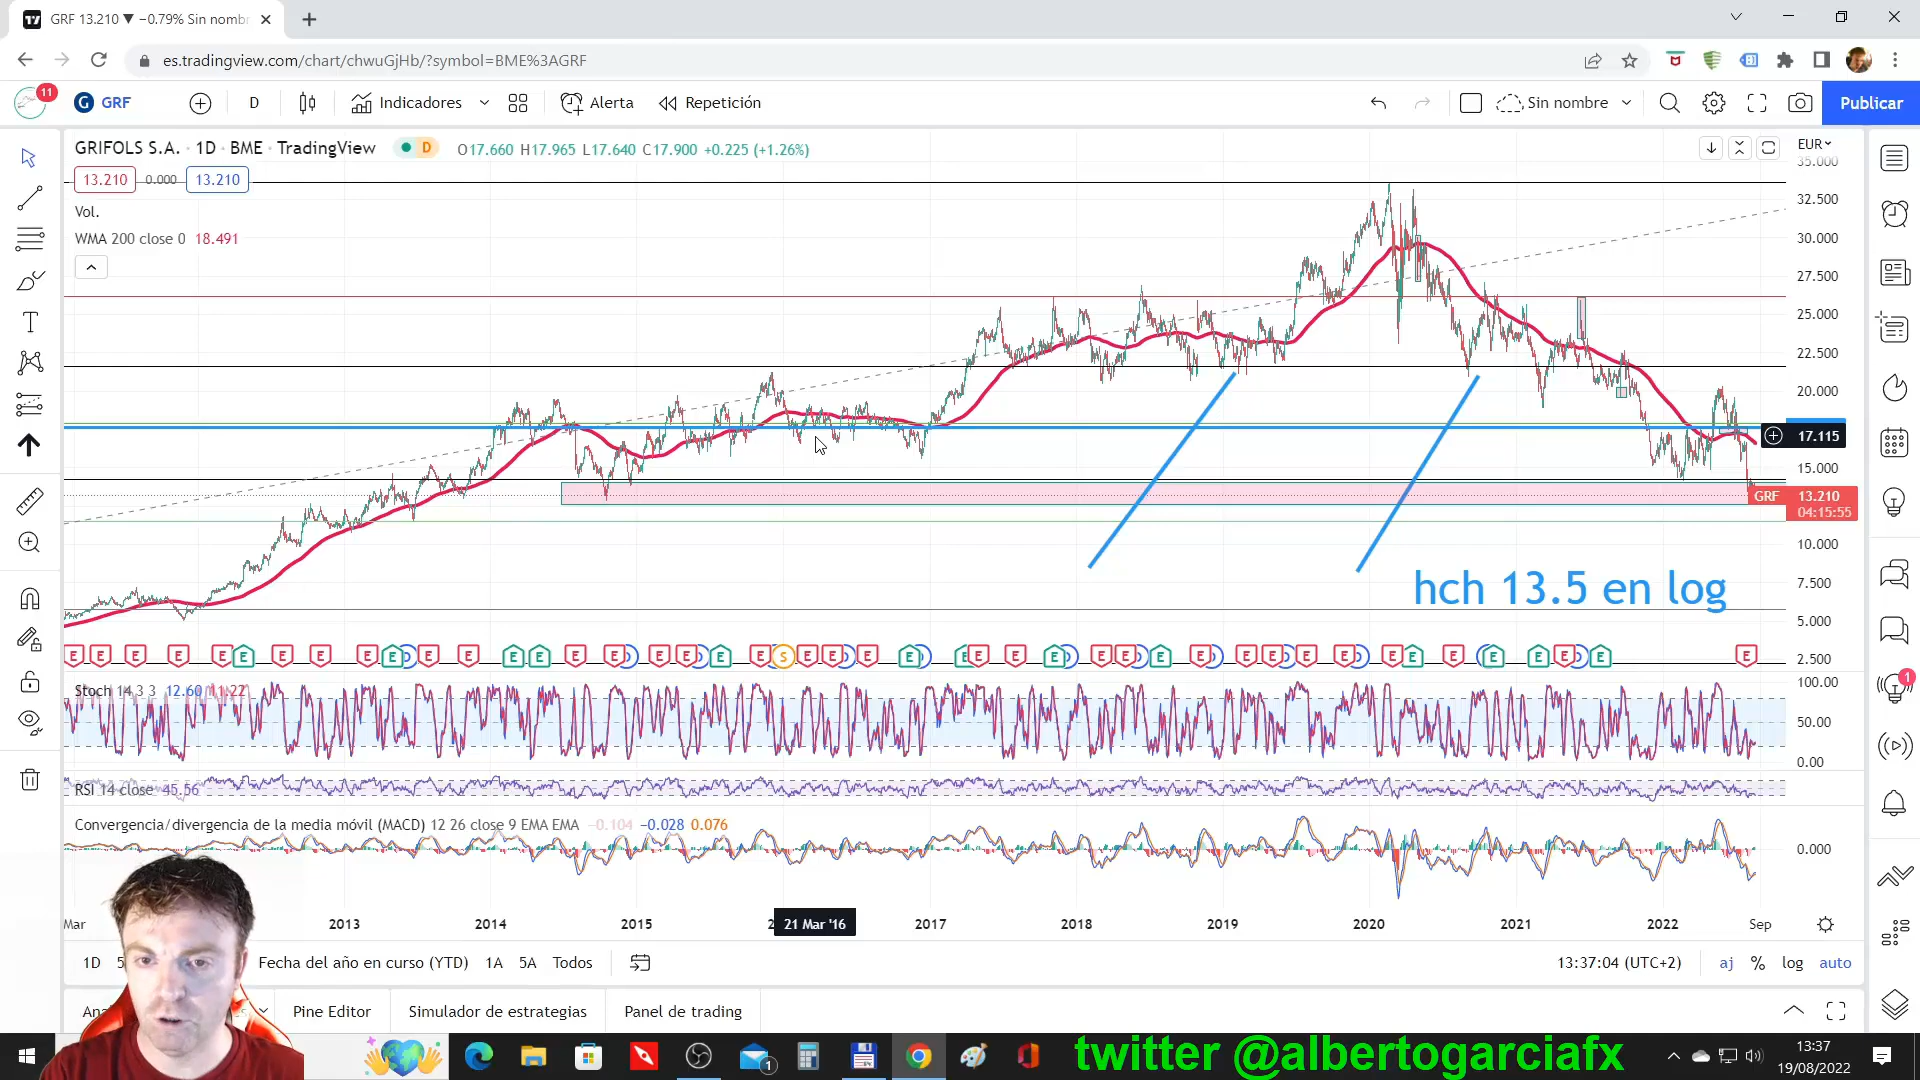 GRF 13.210 ▼ −0.79% Sin nombr
es.tradingview.com/chart/chwuGjHb/?symbol=BME%3AGRF
11
G GRF
D
Indicadores
Alerta
Repetición
Sin nombre
Publicar
GRIFOLS S.A. · 1D · BME · TradingView
D
O17.660 H17.965 L17.640 C17.900 +0.225 (+1.26%)
EUR
13.210 0.000 13.210
Vol.
WMA 200 close 0 18.491
35.000
32.500
30.000
27.500
25.000
22.500
20.000
17.115
15.000
GRF 13.210
04:15:55
10.000
7.500
5.000
2.500
hch 13.5 en log
Stoch 14 3 3 12.60 11.22
100.00
50.00
0.00
RSI 14 close 45.56
Convergencia/divergencia de la media móvil (MACD) 12 26 close 9 EMA EMA −0.104 −0.028 0.076
0.000
1
Mar 2013 2014 2015 21 Mar '16 2017 2018 2019 2020 2021 2022 Sep
1D 5 Fecha del año en curso (YTD) 1A 5A Todos
13:37:04 (UTC+2) aj % log auto
Pine Editor Simulador de estrategias Panel de trading
twitter @albertogarciafx
1
13:37
19/08/2022